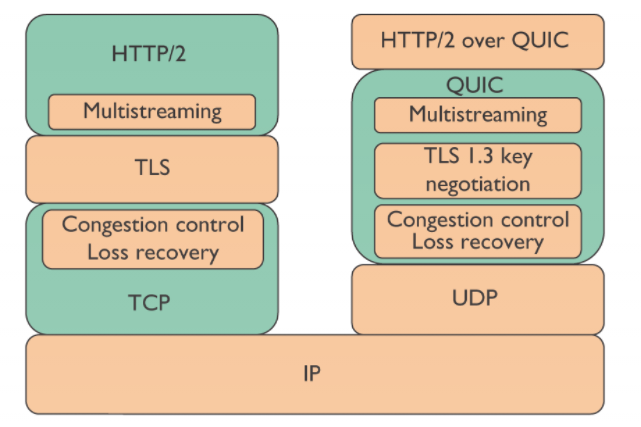 HTTP/2
Multistreaming
TLS
Congestion control
Loss recovery
TCP
HTTP/2 over QUIC
QUIC
Multistreaming
TLS 1.3 key
negotiation
Congestion control
Loss recovery
UDP
IP